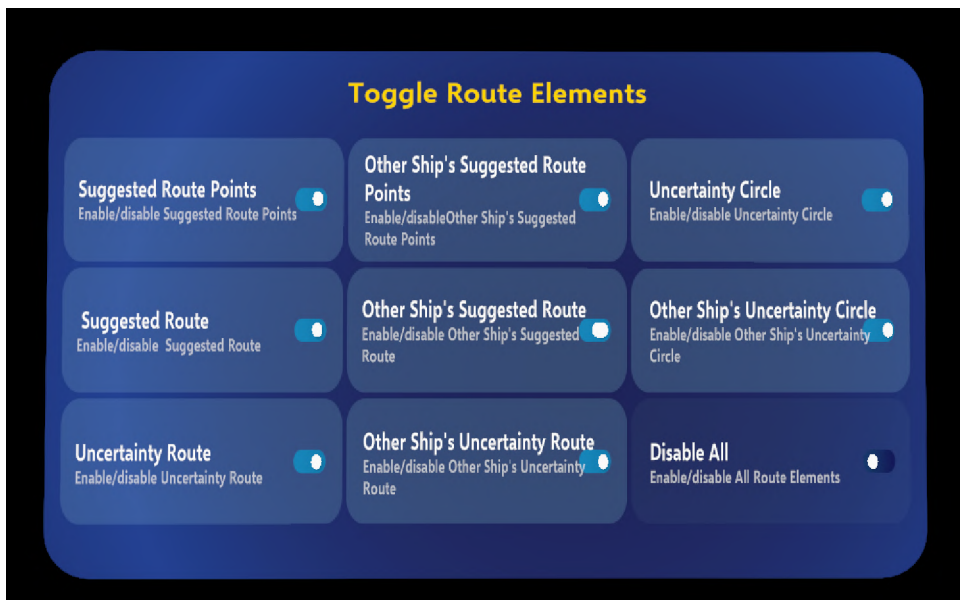 Toggle Route Elements
Suggested Route Points
Enable/disable Suggested Route Points
Other Ship's Suggested Route
Points
Enable/disableOther Ship's Suggested
Route Points
Uncertainty Circle
Enable/disable Uncertainty Circle
Suggested Route
Enable/disable Suggested Route
Other Ship's Suggested Route
Enable/disable Other Ship's Suggested
Route
Other Ship's Uncertainty Circle
Enable/disable Other Ship's Uncertainty
Circle
Uncertainty Route
Enable/disable Uncertainty Route
Other Ship's Uncertainty Route
Enable/disable Other Ship's Uncertainty
Route
Disable All
Enable/disable All Route Elements